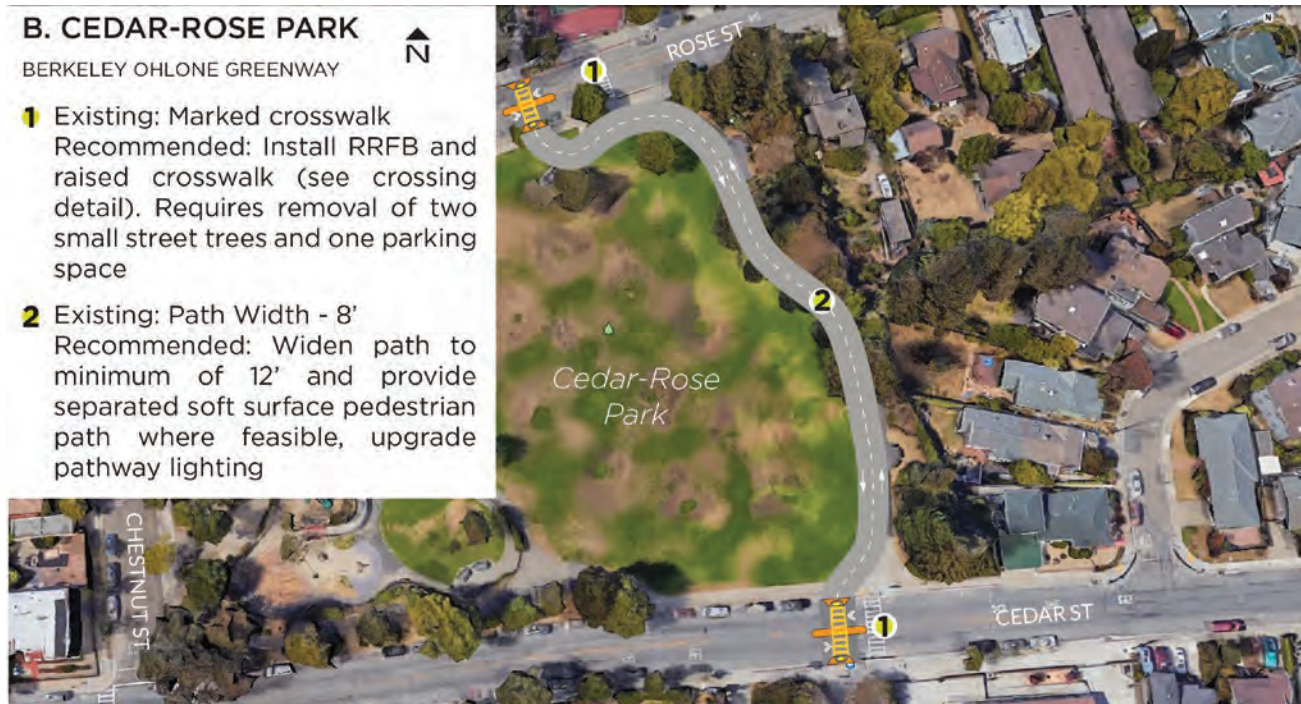 B. CEDAR-ROSE PARK
N
BERKELEY OHLONE GREENWAY
1 Existing: Marked crosswalk
Recommended: Install RRFB and
raised crosswalk (see crossing
detail). Requires removal of two
small street trees and one parking
space
2 Existing: Path Width - 8'
Recommended: Widen path to
minimum of 12' and provide
separated soft surface pedestrian
path where feasible, upgrade
pathway lighting
ROSE ST
N
1
2
Cedar-Rose
Park
CHESTNUT ST
CEDAR ST
1